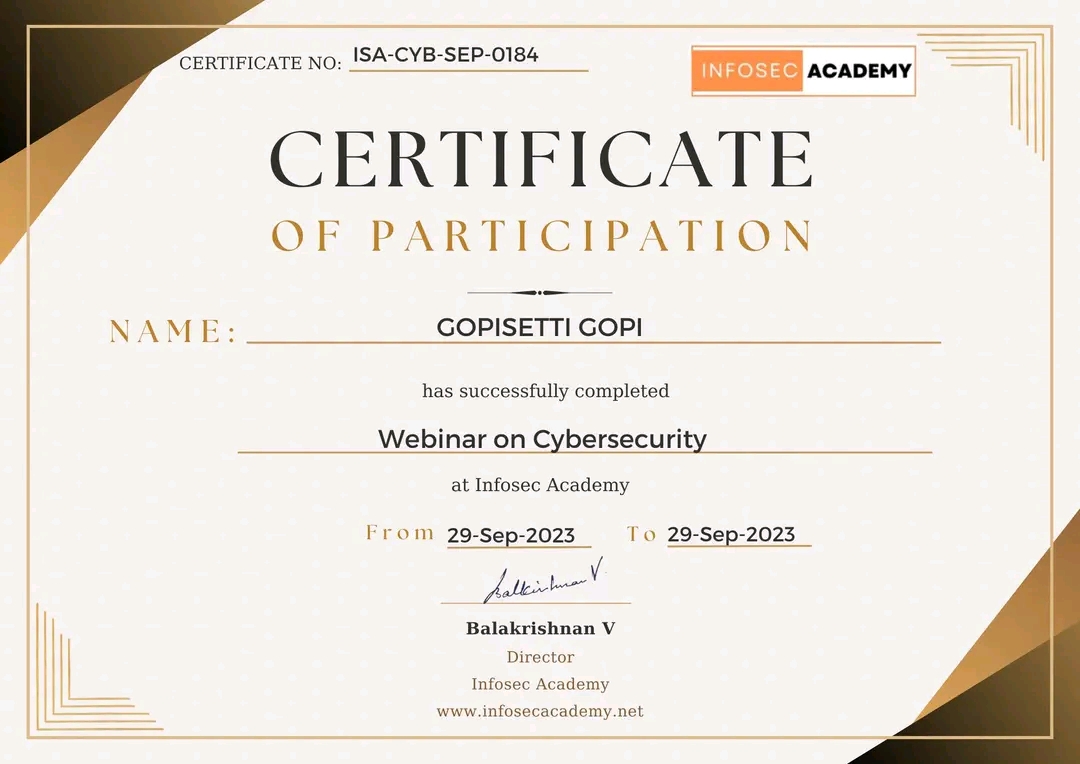 CERTIFICATE NO: ISA-CYB-SEP-0184
INFOSEC ACADEMY
CERTIFICATE
OF PARTICIPATION
NAME: GOPISETTI GOPI
has successfully completed
Webinar on Cybersecurity
at Infosec Academy
From 29-Sep-2023 To 29-Sep-2023
Balakrishnan V
Balakrishnan V
Director
Infosec Academy
www.infosecacademy.net